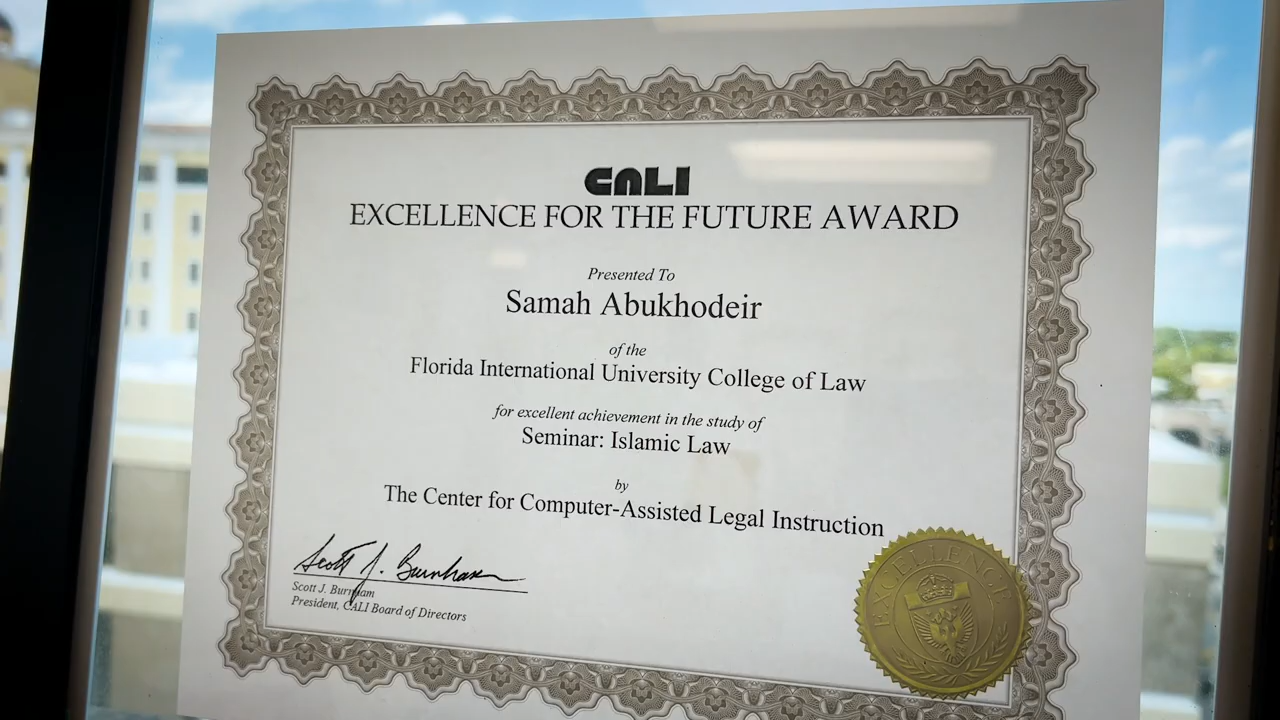 CALI
EXCELLENCE FOR THE FUTURE AWARD
Presented To
Samah Abukhodeir
of the
Florida International University College of Law
for excellent achievement in the study of
Seminar: Islamic Law
by
The Center for Computer-Assisted Legal Instruction
Scott J. Burnham
Scott J. Burnham
President, CALI Board of Directors
EXCELLENCE